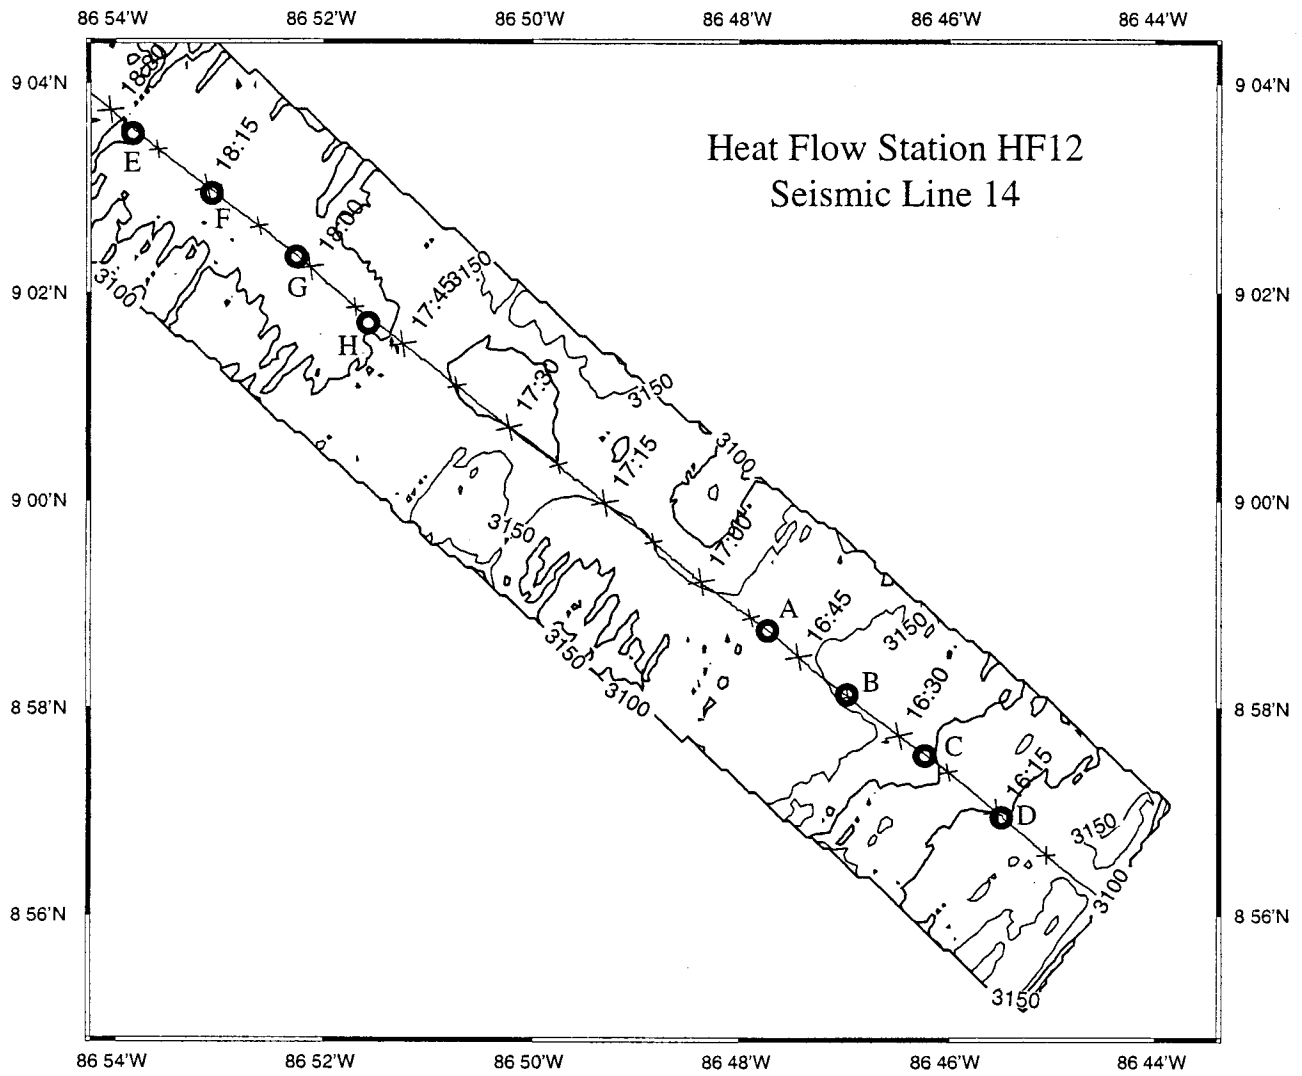 86 54'W 86 52'W 86 50'W 86 48'W 86 46'W 86 44'W
9 04'N 9 04'N
Heat Flow Station HF12
Seismic Line 14
18:30
E
18:15
F
18:00
G
9 02'N 9 02'N
3100
17:45
3150
H
17:30
3150
17:15
3100
9 00'N 9 00'N
3150
17:00
A
16:45
3150
3150
B
16:30
3100
8 58'N 8 58'N
C
16:15
D
3150
3100
8 56'N 8 56'N
3150
86 54'W 86 52'W 86 50'W 86 48'W 86 46'W 86 44'W